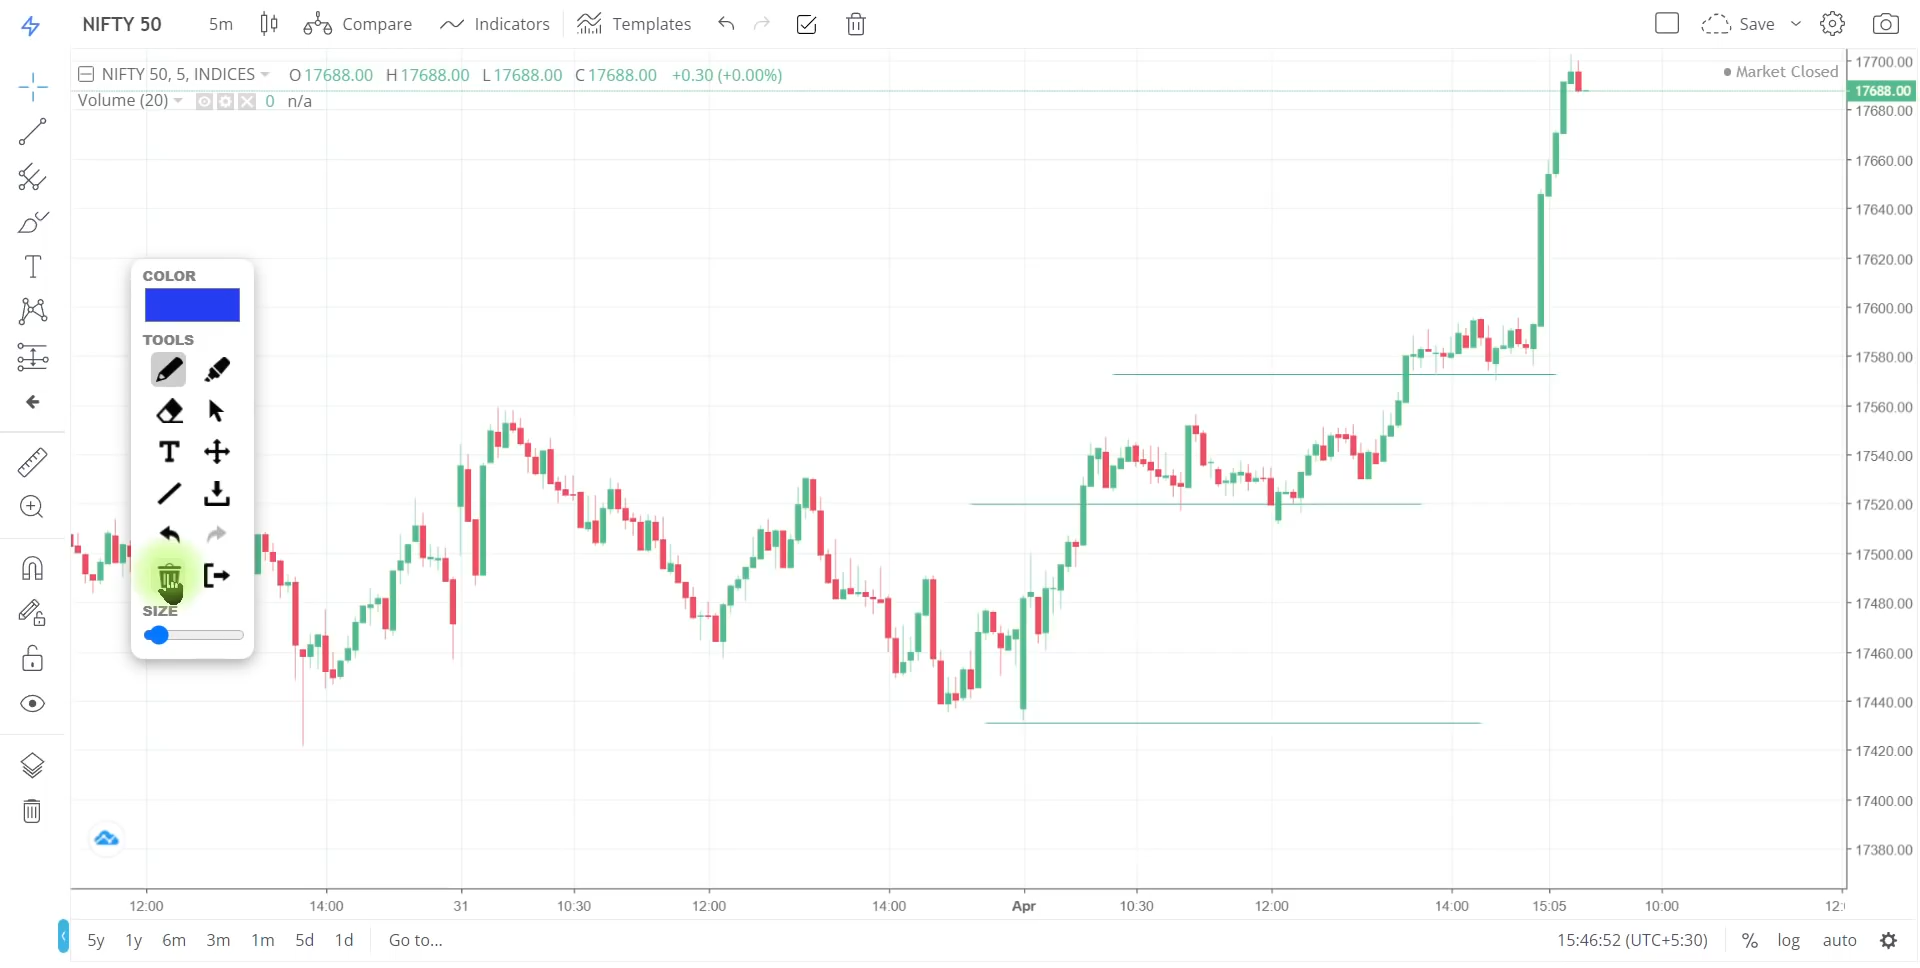 NIFTY 50 5m Compare Indicators Templates Save
NIFTY 50, 5, INDICES O17688.00 H17688.00 L17688.00 C17688.00 +0.30 (+0.00%)
Market Closed
Volume (20) 0 n/a
17700.00
17688.00
17680.00
17660.00
17640.00
17620.00
17600.00
17580.00
17560.00
17540.00
17520.00
17500.00
17480.00
17460.00
17440.00
17420.00
17400.00
17380.00
COLOR
TOOLS
SIZE
12:00 14:00 31 10:30 12:00 14:00 Apr 10:30 12:00 14:00 15:05 10:00 12:
5y 1y 6m 3m 1m 5d 1d Go to... 15:46:52 (UTC+5:30) % log auto